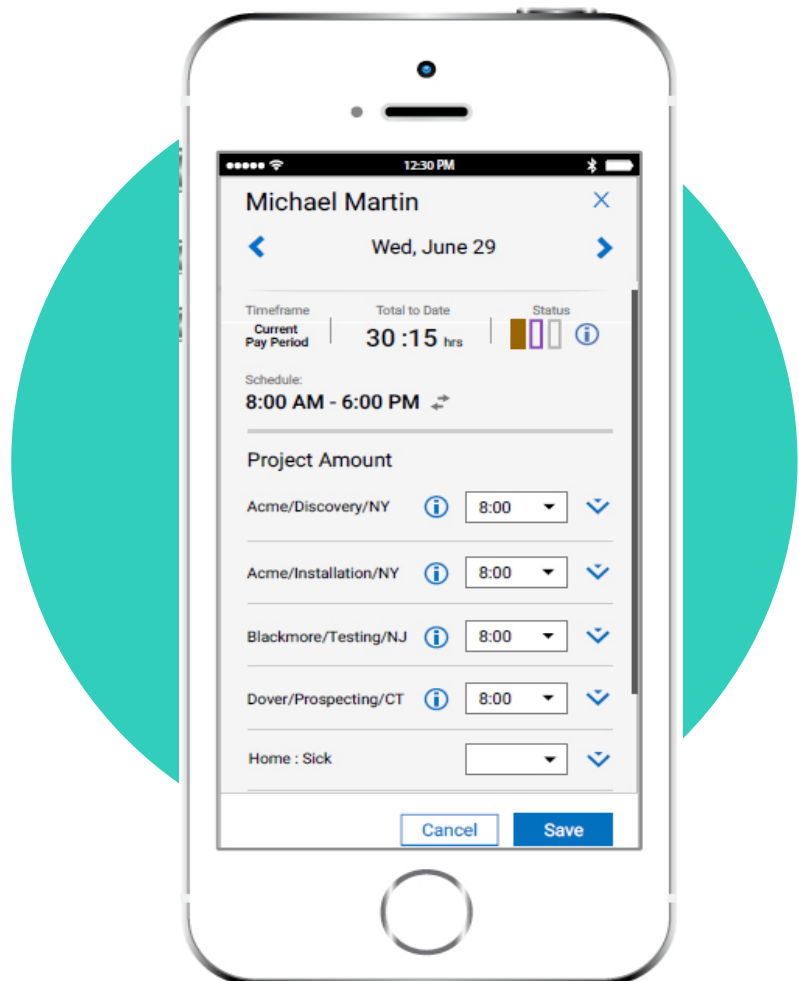 12:30 PM
Michael Martin
Wed, June 29
Timeframe Total to Date Status
Current
Pay Period
30 :15 hrs
Schedule:
8:00 AM - 6:00 PM
Project Amount
Acme/Discovery/NY 8:00
Acme/Installation/NY 8:00
Blackmore/Testing/NJ 8:00
Dover/Prospecting/CT 8:00
Home : Sick
Cancel Save